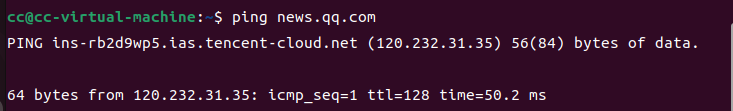 cc@cc-virtual-machine:~$ ping news.qq.com
PING ins-rb2d9wp5.ias.tencent-cloud.net (120.232.31.35) 56(84) bytes of data.
64 bytes from 120.232.31.35: icmp_seq=1 ttl=128 time=50.2 ms